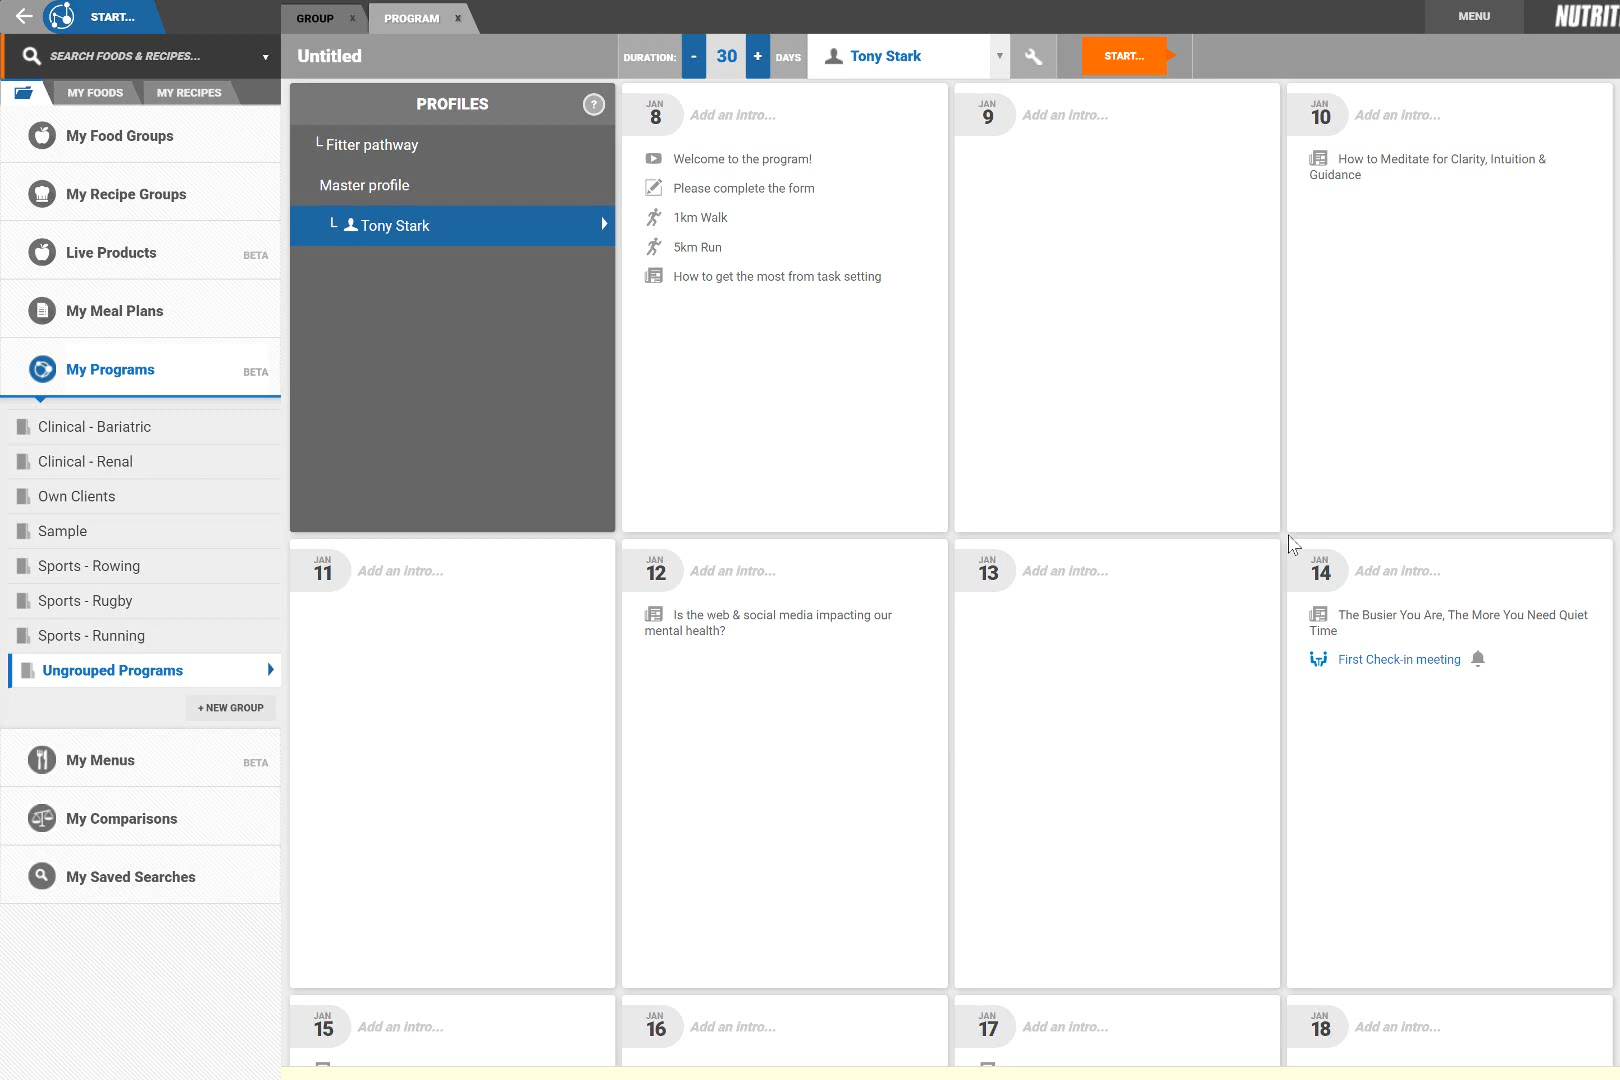 START...
GROUP x
PROGRAM x
MENU
SEARCH FOODS & RECIPES...
Untitled
DURATION: - 30 + DAYS
Tony Stark
START...
MY FOODS
MY RECIPES
My Food Groups
My Recipe Groups
Live Products BETA
My Meal Plans
My Programs BETA
Clinical - Bariatric
Clinical - Renal
Own Clients
Sample
Sports - Rowing
Sports - Rugby
Sports - Running
Ungrouped Programs
+ NEW GROUP
My Menus BETA
My Comparisons
My Saved Searches
PROFILES ?
Fitter pathway
Master profile
Tony Stark
JAN
8
Add an intro...
Welcome to the program!
Please complete the form
1km Walk
5km Run
How to get the most from task setting
JAN
9
Add an intro...
JAN
10
Add an intro...
How to Meditate for Clarity, Intuition &
Guidance
JAN
11
Add an intro...
JAN
12
Add an intro...
Is the web & social media impacting our
mental health?
JAN
13
Add an intro...
JAN
14
Add an intro...
The Busier You Are, The More You Need Quiet
Time
First Check-in meeting
JAN
15
Add an intro...
JAN
16
Add an intro...
JAN
17
Add an intro...
JAN
18
Add an intro...